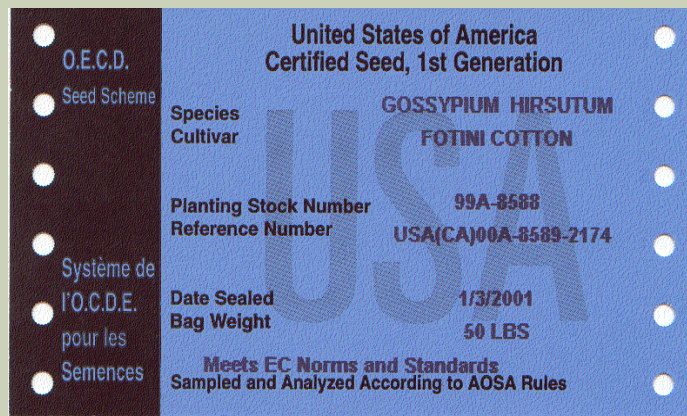 O.E.C.D.
Seed Scheme
Système de
l'O.C.D.E.
pour les
Semences
United States of America
Certified Seed, 1st Generation
Species GOSSYPIUM HIRSUTUM
Cultivar FOTINI COTTON
Planting Stock Number 99A-8588
Reference Number USA(CA)00A-8589-2174
Date Sealed 1/3/2001
Bag Weight 50 LBS
Meets EC Norms and Standards
Sampled and Analyzed According to AOSA Rules
USA